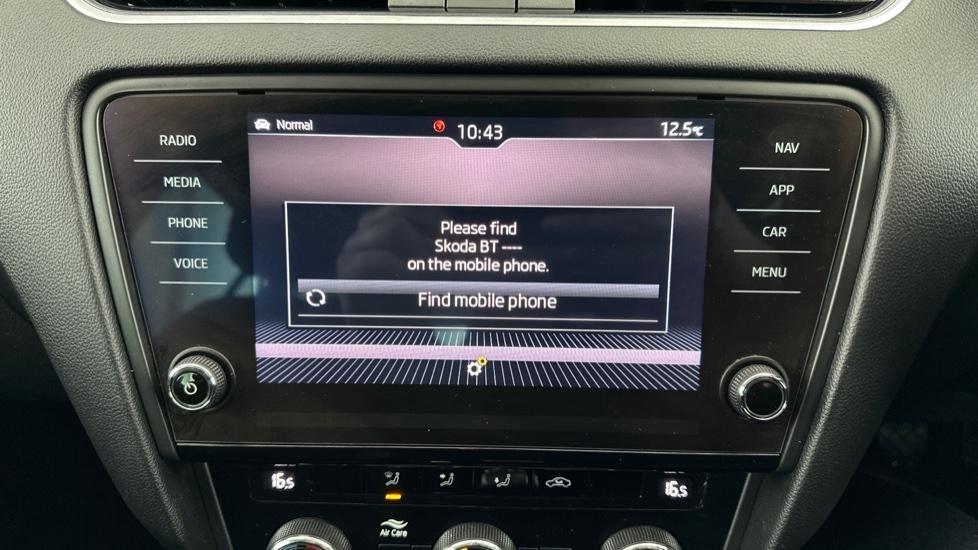 Normal
10:43
12.5°C
RADIO
MEDIA
PHONE
VOICE
NAV
APP
CAR
MENU
Please find
Skoda BT ----
on the mobile phone.
Find mobile phone
16.5
16.5
Air Care